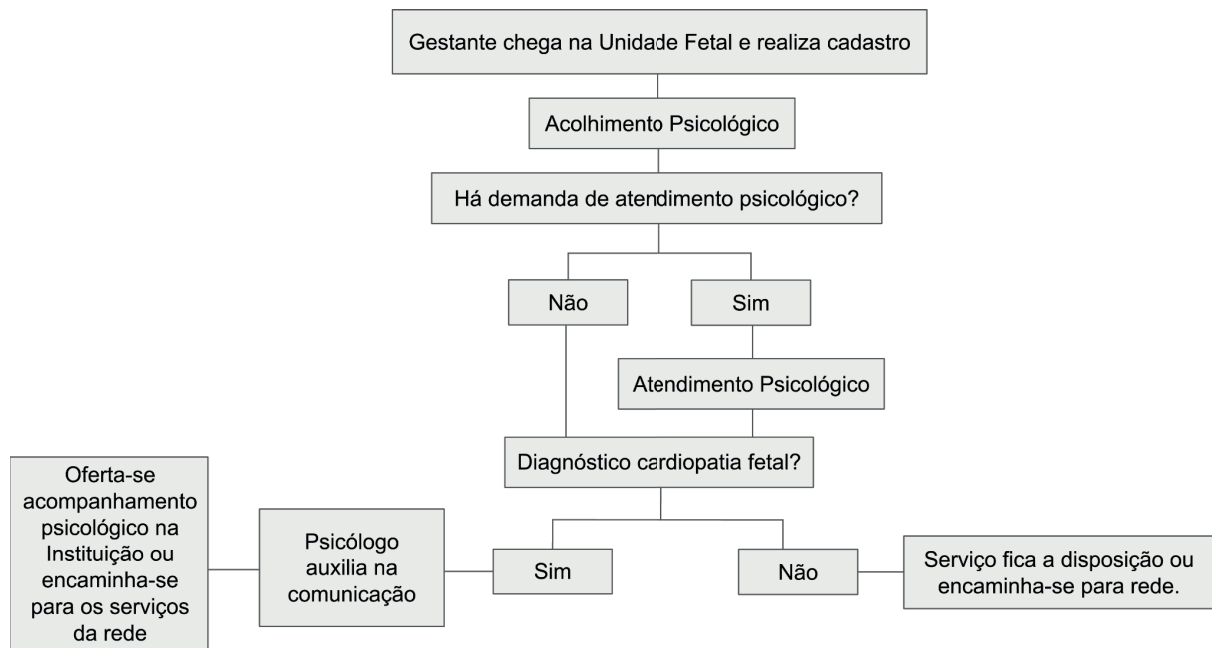 Gestante chega na Unidade Fetal e realiza cadastro
Acolhimento Psicológico
Há demanda de atendimento psicológico?
Não
Sim
Atendimento Psicológico
Diagnóstico cardiopatia fetal?
Oferta-se
acompanhamento
psicológico na
Instituição ou
encaminha-se
para os serviços
da rede
Psicólogo
auxilia na
comunicação
Sim
Não
Serviço fica a disposição ou
encaminha-se para rede.